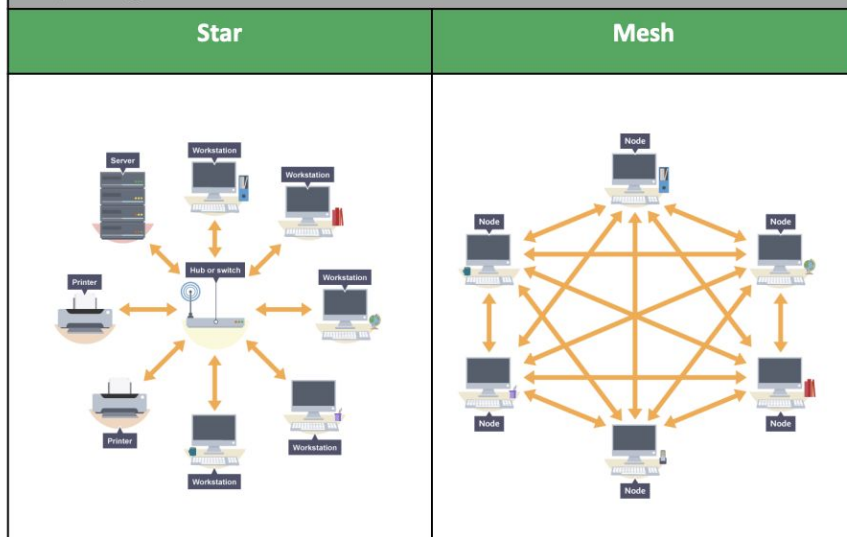 Star
Mesh
Server
Workstation
Workstation
Hub or switch
Printer
Workstation
Printer
Workstation
Workstation
Node
Node
Node
Node
Node
Node